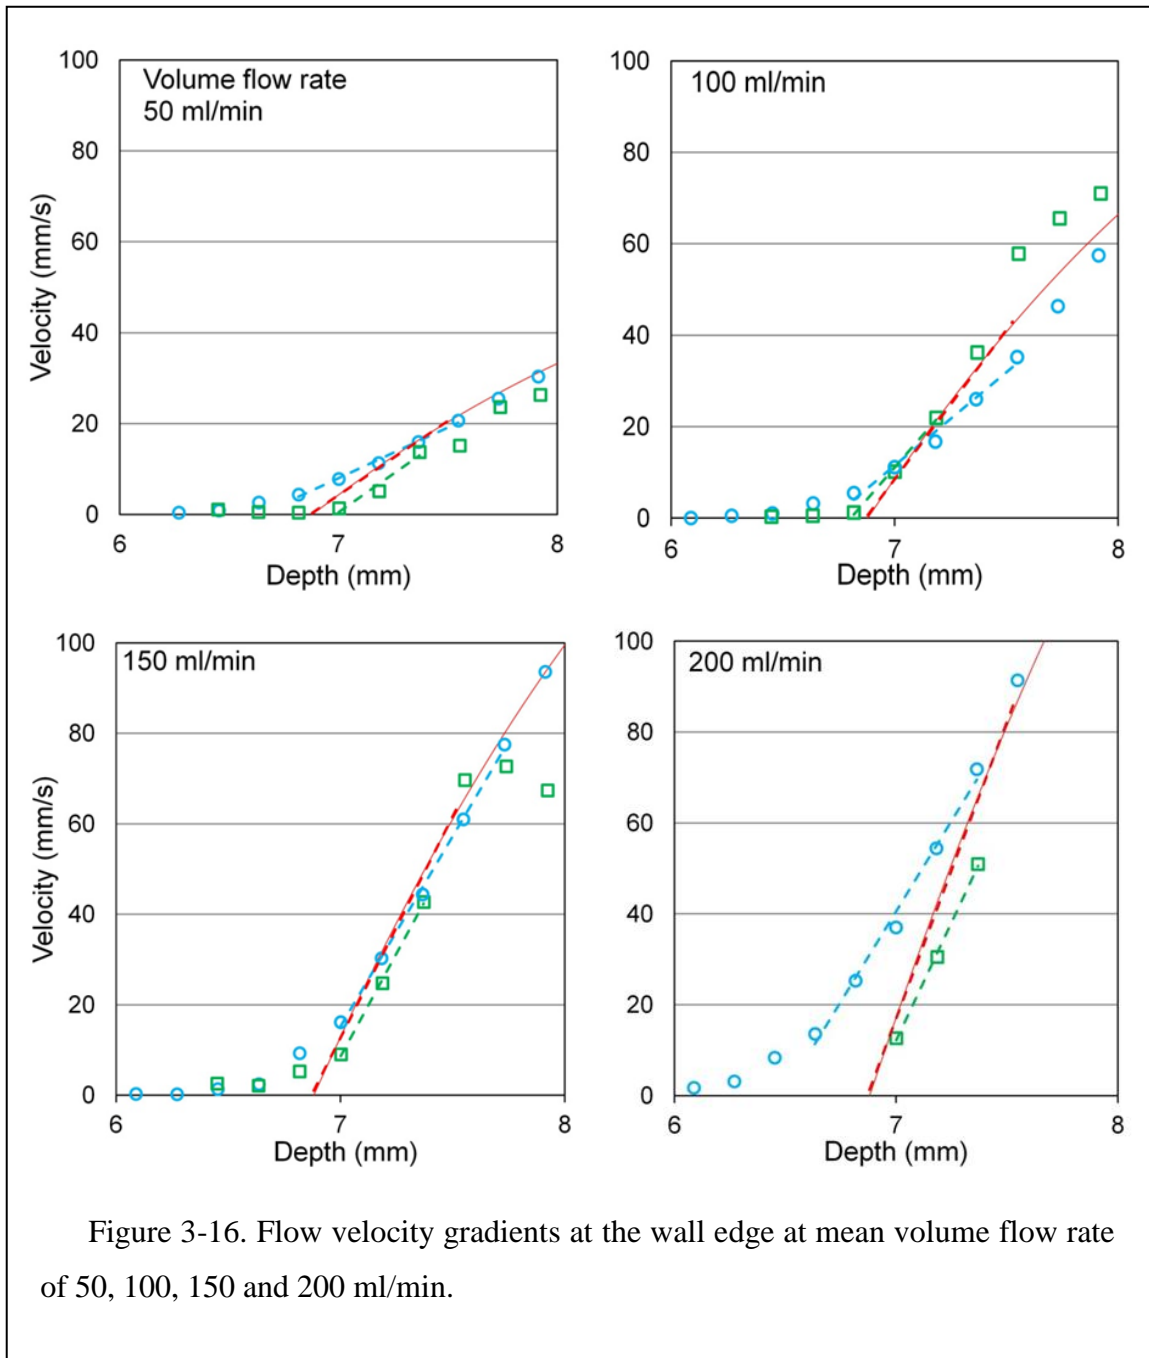 Volume flow rate
50 ml/min
Velocity (mm/s)
100
80
60
40
20
0
6
7
8
Depth (mm)
100 ml/min
100
80
60
40
20
0
6
7
8
Depth (mm)
150 ml/min
Velocity (mm/s)
100
80
60
40
20
0
6
7
8
Depth (mm)
200 ml/min
100
80
60
40
20
0
6
7
8
Depth (mm)
Figure 3-16. Flow velocity gradients at the wall edge at mean volume flow rate
of 50, 100, 150 and 200 ml/min.